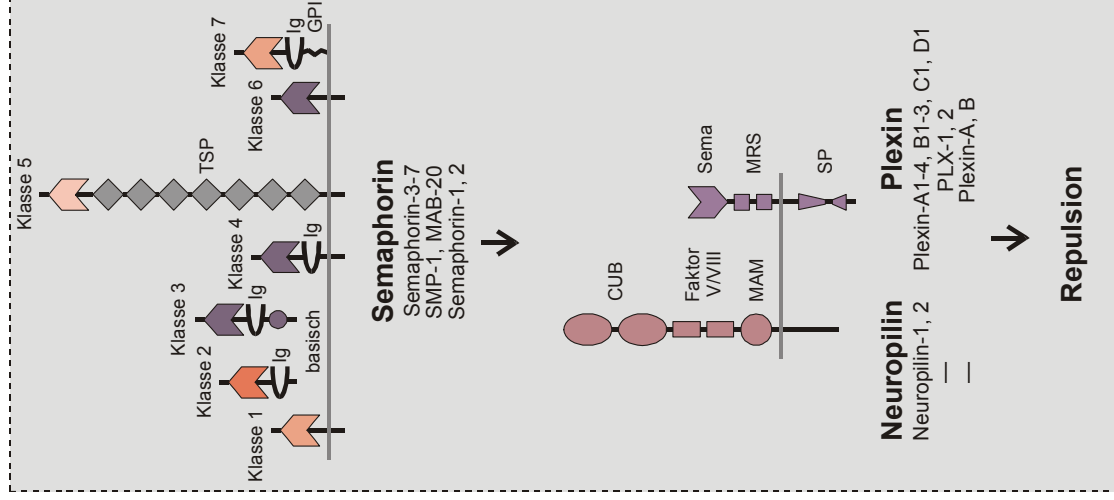 Klasse 1
Klasse 2
Ig
Klasse 3
Ig
basisch
Klasse 4
Ig
Klasse 5
TSP
Klasse 6
Klasse 7
Ig
GPI
Semaphorin
Semaphorin-3-7
SMP-1, MAB-20
Semaphorin-1, 2
CUB
Faktor
V/VIII
MAM
Sema
MRS
SP
Neuropilin
Neuropilin-1, 2
—
—
Plexin
Plexin-A1-4, B1-3, C1, D1
PLX-1, 2
Plexin-A, B
Repulsion